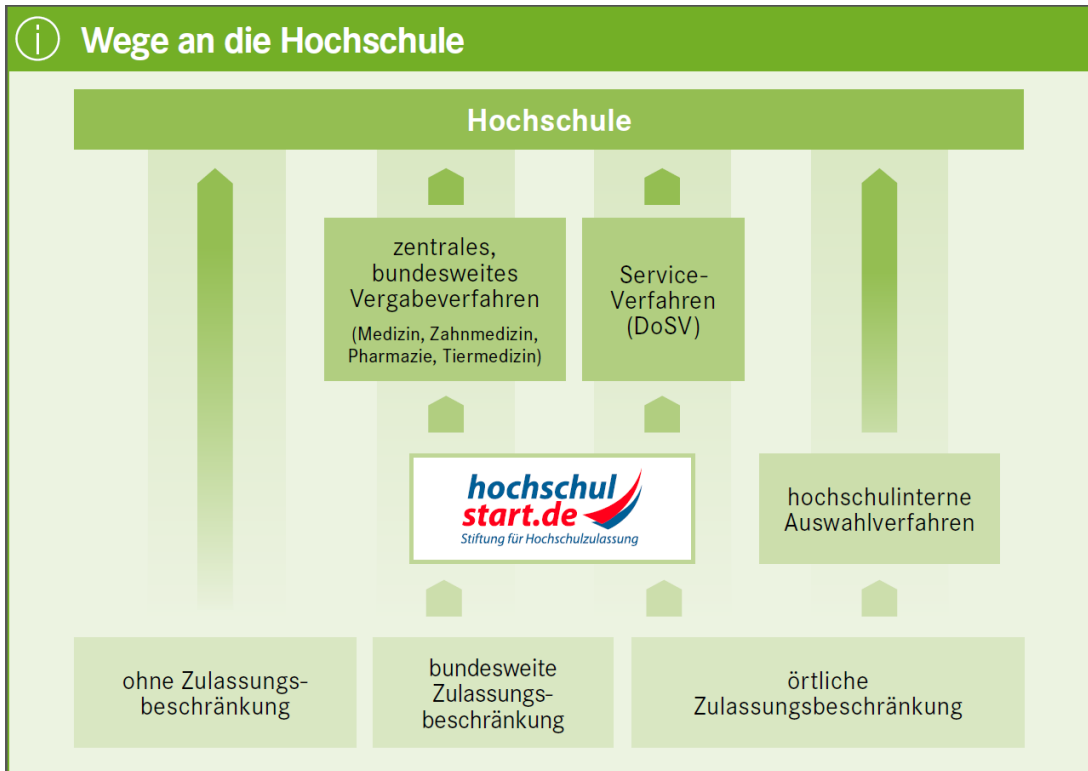 Wege an die Hochschule
Hochschule
zentrales,
bundesweites
Vergabeverfahren
(Medizin, Zahnmedizin,
Pharmazie, Tiermedizin)
Service-
Verfahren
(DoSV)
hochschul
start.de
Stiftung für Hochschulzulassung
hochschulinterne
Auswahlverfahren
ohne Zulassungs-
beschränkung
bundesweite
Zulassungs-
beschränkung
örtliche
Zulassungsbeschränkung